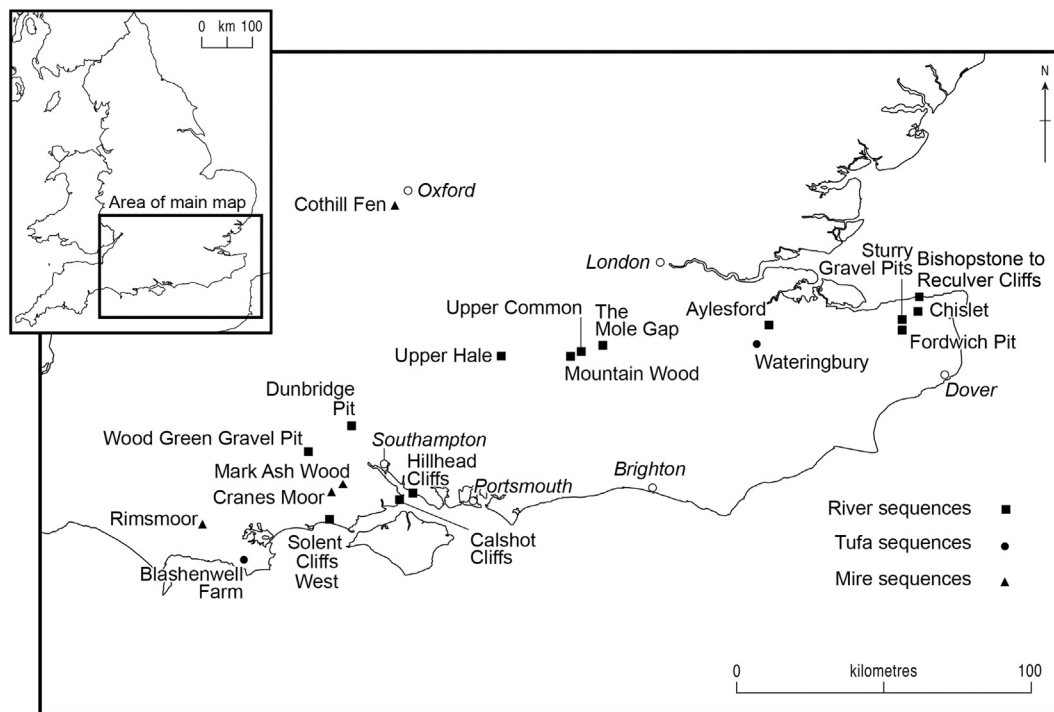 0 km 100
Area of main map
N
Oxford
Cothill Fen
London
Sturry
Gravel Pits
Bishopstone to
Reculver Cliffs
Chislet
Fordwich Pit
Aylesford
Wateringbury
Dover
Upper Common
The
Mole Gap
Upper Hale
Mountain Wood
Dunbridge
Pit
Wood Green Gravel Pit
Southampton
Hillhead
Cliffs
Mark Ash Wood
Cranes Moor
Portsmouth
Brighton
Rimsmoor
Solent
Cliffs
West
Calshot
Cliffs
Blashenwell
Farm
River sequences
Tufa sequences
Mire sequences
0 kilometres 100